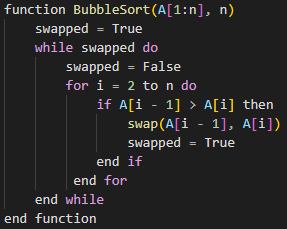 function BubbleSort(A[1:n], n)
    swapped = True
    while swapped do
        swapped = False
        for i = 2 to n do
            if A[i - 1] > A[i] then
                swap(A[i - 1], A[i])
                swapped = True
            end if
         end for
    end while
end function